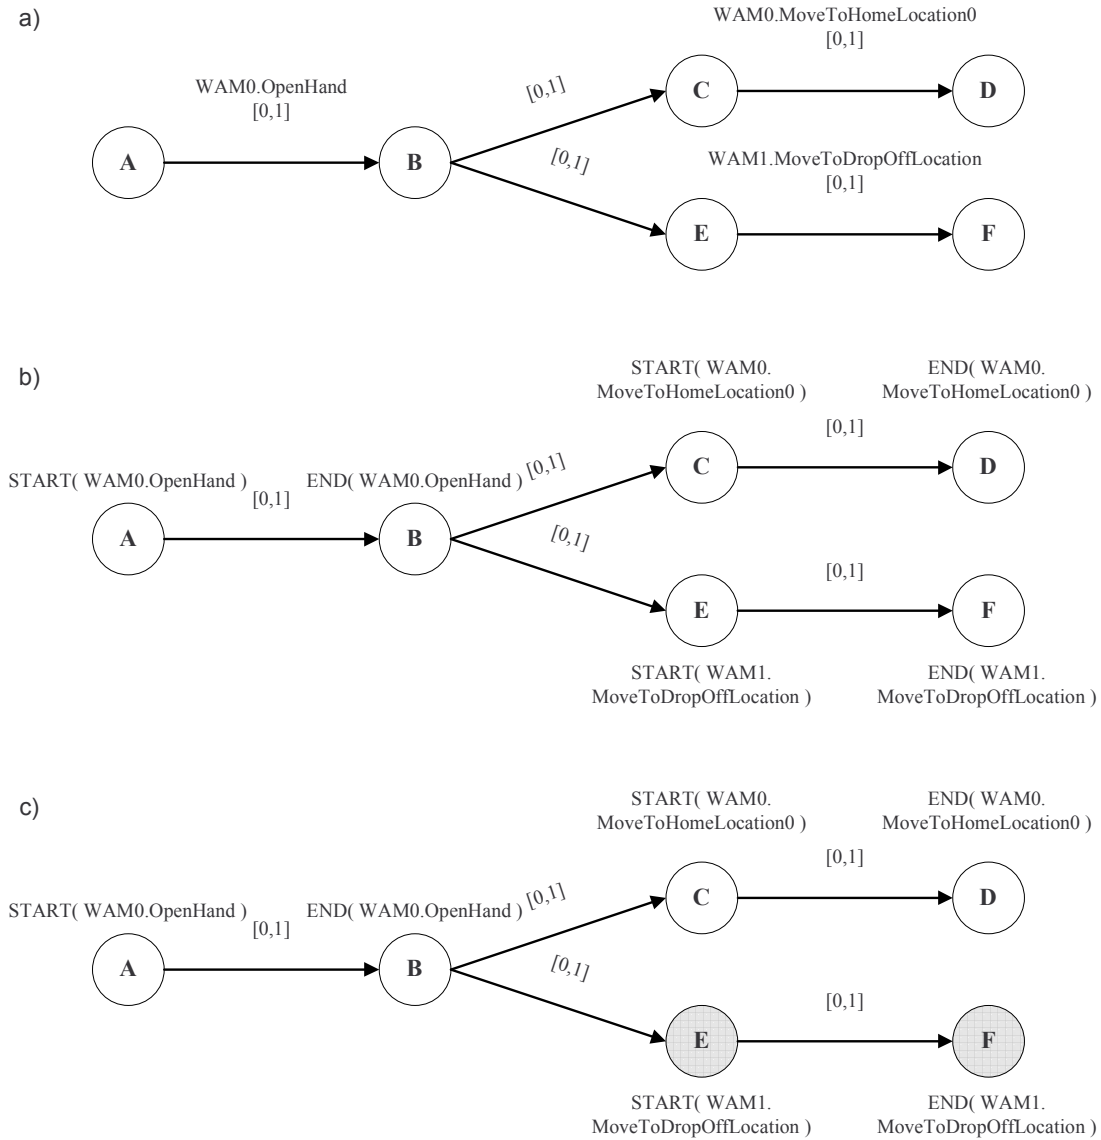 a)
WAM0.MoveToHomeLocation0
[0,1]
WAM0.OpenHand
[0,1]
[0,1]
C
D
A
B
[0,1]
WAM1.MoveToDropOffLocation
[0,1]
E
F
b)
START( WAM0.
MoveToHomeLocation0 )
END( WAM0.
MoveToHomeLocation0 )
[0,1]
START( WAM0.OpenHand )
[0,1]
END( WAM0.OpenHand )
[0,1]
C
D
A
B
[0,1]
[0,1]
E
F
START( WAM1.
MoveToDropOffLocation )
END( WAM1.
MoveToDropOffLocation )
c)
START( WAM0.
MoveToHomeLocation0 )
END( WAM0.
MoveToHomeLocation0 )
[0,1]
START( WAM0.OpenHand )
[0,1]
END( WAM0.OpenHand )
[0,1]
C
D
A
B
[0,1]
[0,1]
E
F
START( WAM1.
MoveToDropOffLocation )
END( WAM1.
MoveToDropOffLocation )